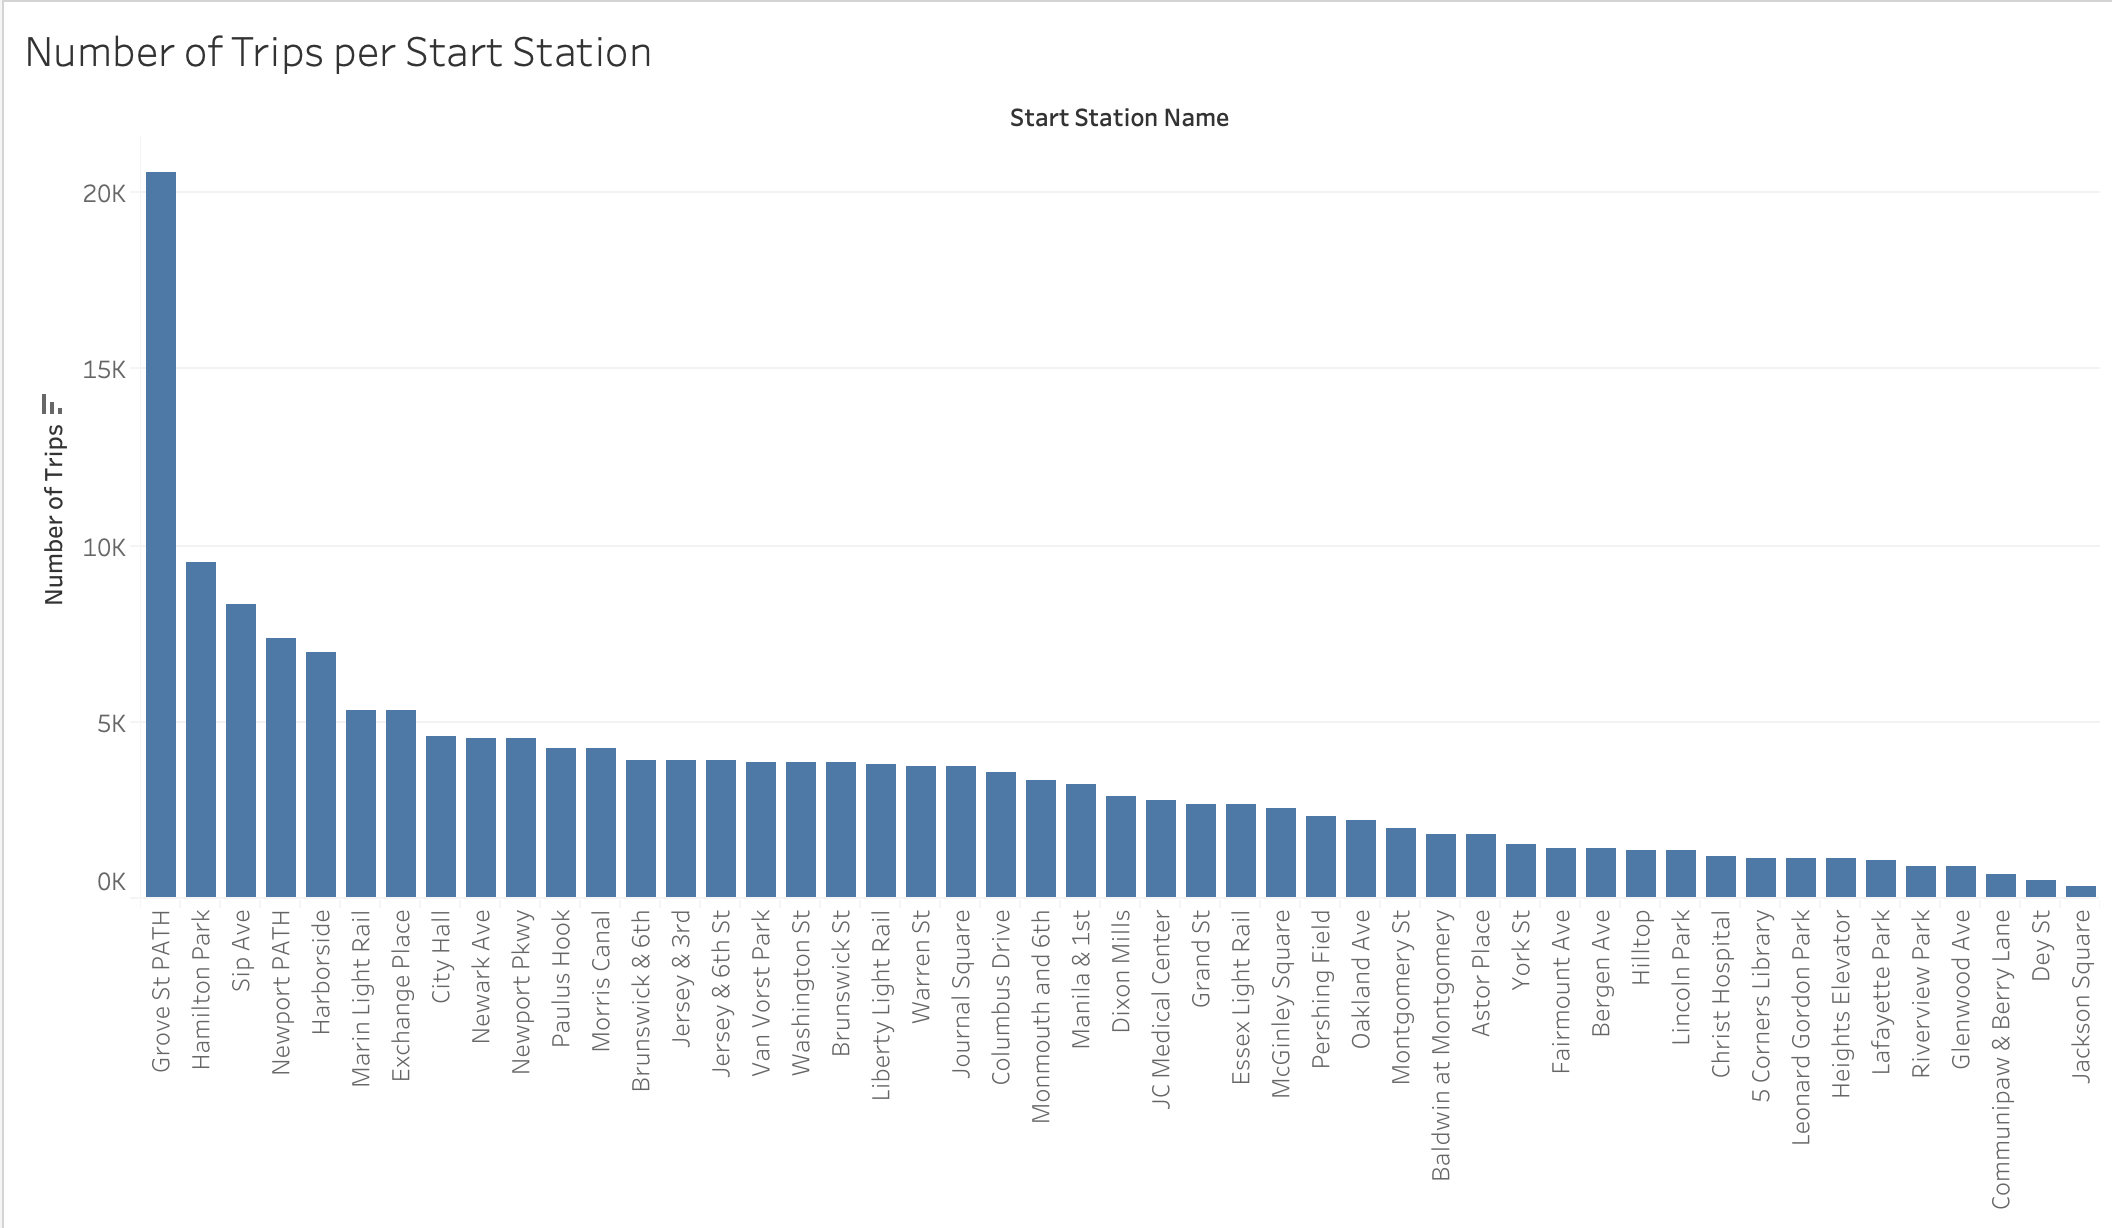 Number of Trips per Start Station
Start Station Name
Number of Trips
20K
15K
10K
5K
0K
Grove St PATH
Hamilton Park
Sip Ave
Newport PATH
Harborside
Marin Light Rail
Exchange Place
City Hall
Newark Ave
Newport Pkwy
Paulus Hook
Morris Canal
Brunswick & 6th
Jersey & 3rd
Jersey & 6th St
Van Vorst Park
Washington St
Brunswick St
Liberty Light Rail
Warren St
Journal Square
Columbus Drive
Monmouth and 6th
Manila & 1st
Dixon Mills
JC Medical Center
Grand St
Essex Light Rail
McGinley Square
Pershing Field
Oakland Ave
Montgomery St
Baldwin at Montgomery
Astor Place
York St
Fairmount Ave
Bergen Ave
Hilltop
Lincoln Park
Christ Hospital
5 Corners Library
Leonard Gordon Park
Heights Elevator
Lafayette Park
Riverview Park
Glenwood Ave
Communipaw & Berry Lane
Dey St
Jackson Square